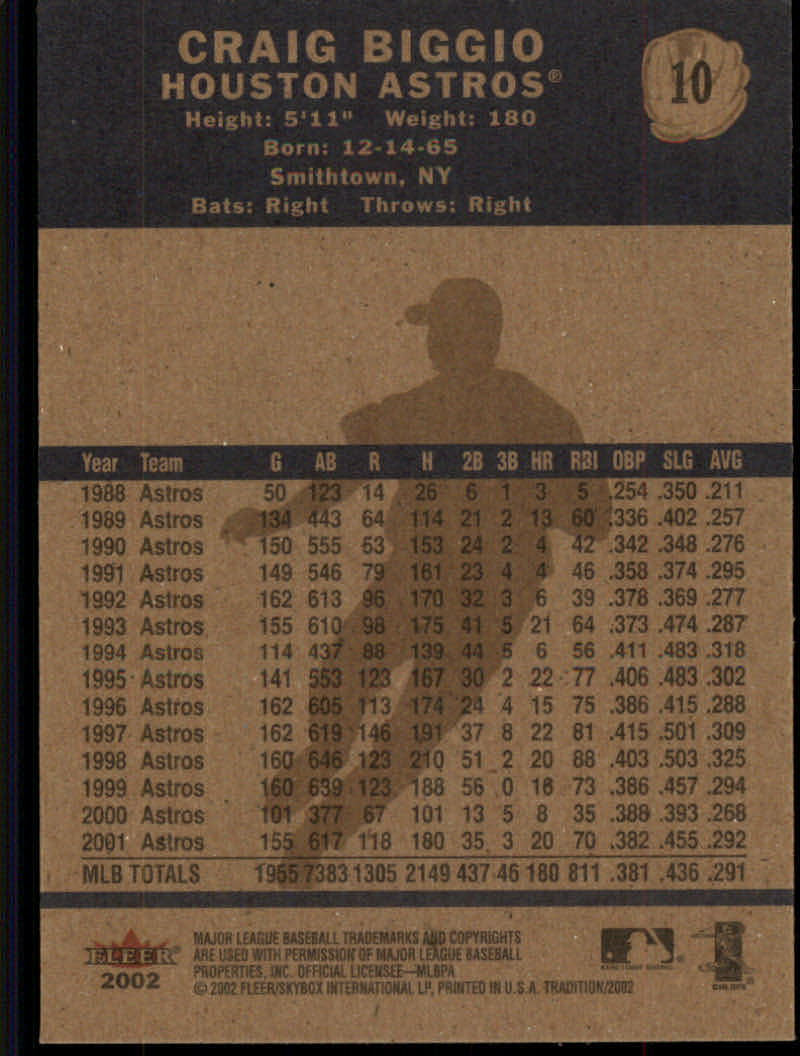 CRAIG BIGGIO
HOUSTON ASTROS®
10
Height: 5'11" Weight: 180
Born: 12-14-65
Smithtown, NY
Bats: Right Throws: Right
Year Team G AB R H 2B 3B HR RBI OBP SLG AVG
1988 Astros 50 123 14 26 6 1 3 5 .254 .350 .211
1989 Astros 134 443 64 114 21 2 13 60 .336 .402 .257
1990 Astros 150 555 53 153 24 2 4 42 .342 .348 .276
1991 Astros 149 546 79 161 23 4 4 46 .358 .374 .295
1992 Astros 162 613 96 170 32 3 6 39 .378 .369 .277
1993 Astros 155 610 98 175 41 5 21 64 .373 .474 .287
1994 Astros 114 437 88 139 44 5 6 56 .411 .483 .318
1995 Astros 141 553 123 167 30 2 22 77 .406 .483 .302
1996 Astros 162 605 113 174 24 4 15 75 .386 .415 .288
1997 Astros 162 619 146 191 37 8 22 81 .415 .501 .309
1998 Astros 160 646 123 210 51 2 20 88 .403 .503 .325
1999 Astros 160 639 123 188 56 0 16 73 .386 .457 .294
2000 Astros 101 377 67 101 13 5 8 35 .388 .393 .268
2001 Astros 155 617 118 180 35 3 20 70 .382 .455 .292
MLB TOTALS 1955 7383 1305 2149 437 46 180 811 .381 .436 .291
FLEER®
2002
MAJOR LEAGUE BASEBALL TRADEMARKS AND COPYRIGHTS
ARE USED WITH PERMISSION OF MAJOR LEAGUE BASEBALL
PROPERTIES, INC. OFFICIAL LICENSEE—MLBPA
© 2002 FLEER/SKYBOX INTERNATIONAL LP, PRINTED IN U.S.A. TRADITION/2002